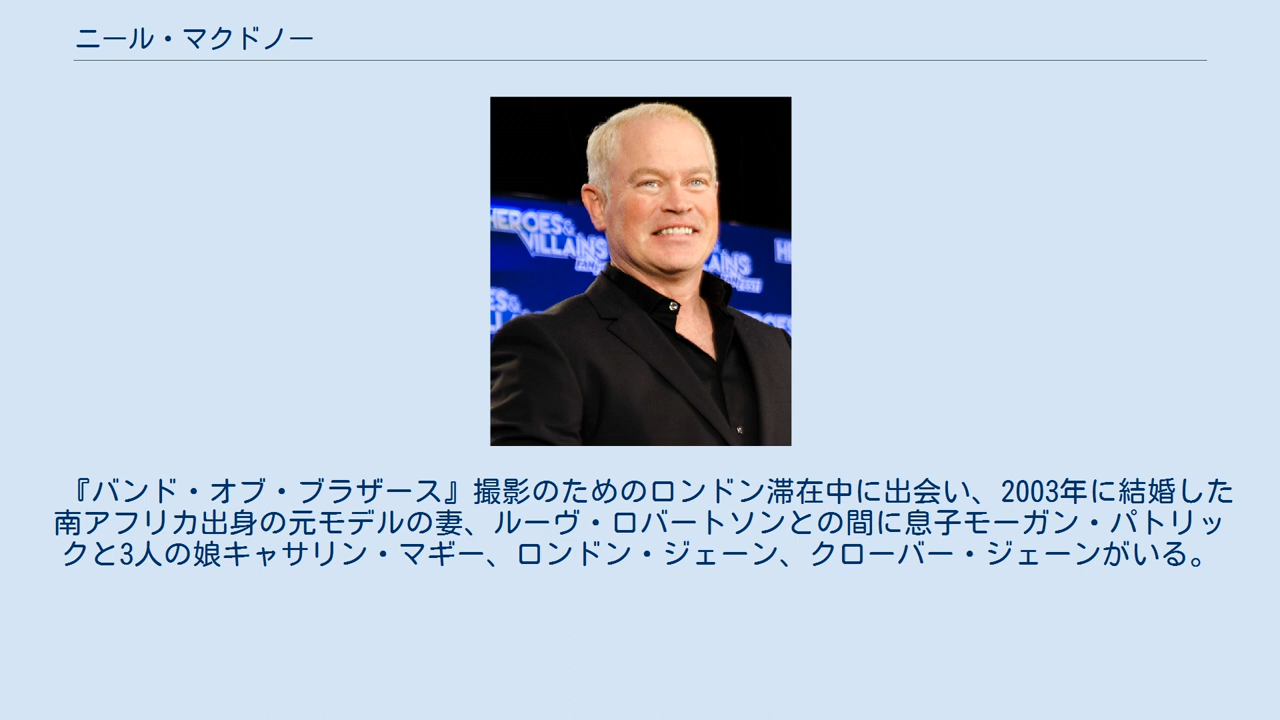 ニール・マクドノー
HEROES&
VILLAINS
FAN FEST
『バンド・オブ・ブラザース』撮影のためのロンドン滞在中に出会い、2003年に結婚した
南アフリカ出身の元モデルの妻、ルーヴ・ロバートソンとの間に息子モーガン・パトリッ
クと3人の娘キャサリン・マギー、ロンドン・ジェーン、クローバー・ジェーンがいる。